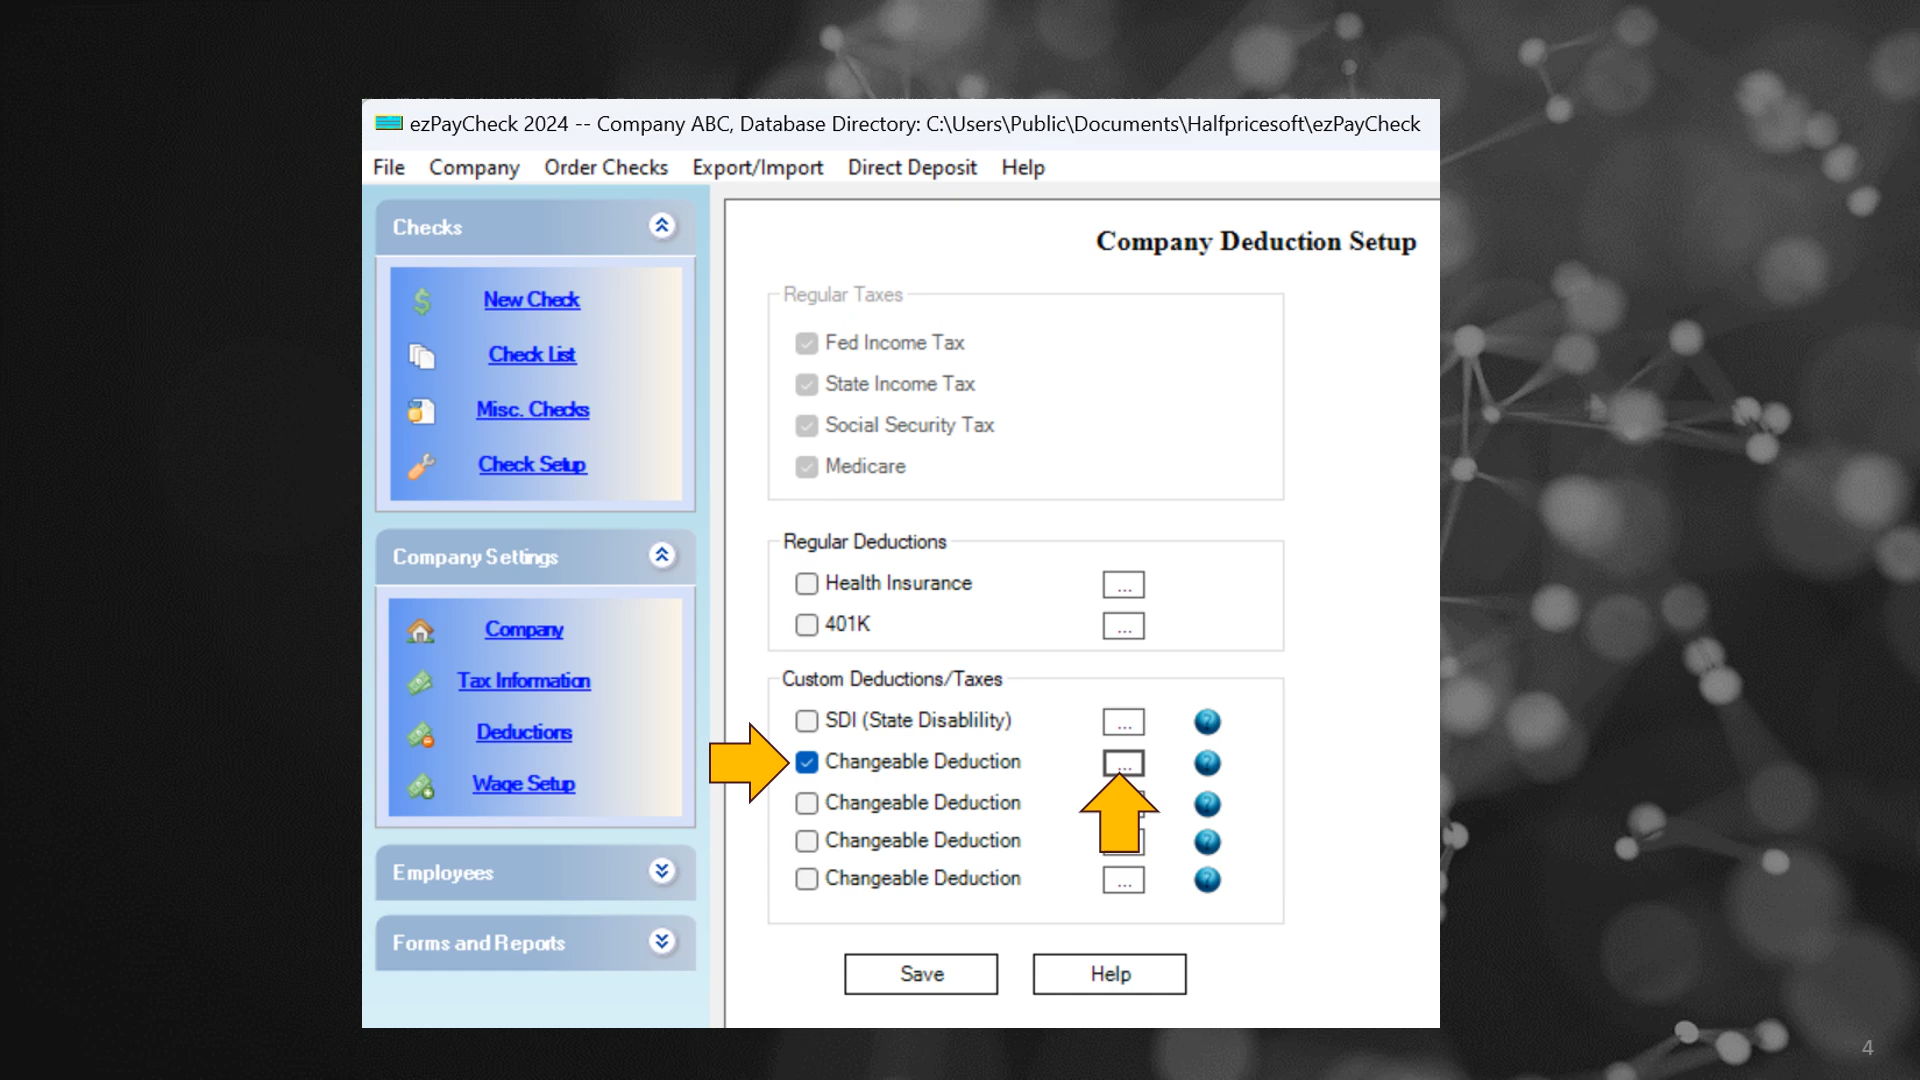 ezPayCheck 2024 -- Company ABC, Database Directory: C:\Users\Public\Documents\Halfpricesoft\ezPayCheck
File Company Order Checks Export/Import Direct Deposit Help
Checks
New Check
Check List
Misc. Checks
Check Setup
Company Settings
Company
Tax Information
Deductions
Wage Setup
Employees
Forms and Reports
Company Deduction Setup
Regular Taxes
Fed Income Tax
State Income Tax
Social Security Tax
Medicare
Regular Deductions
Health Insurance ...
401K ...
Custom Deductions/Taxes
SDI (State Disablility) ... ?
Changeable Deduction ... ?
Changeable Deduction ?
Changeable Deduction ?
Changeable Deduction ... ?
Save Help
4